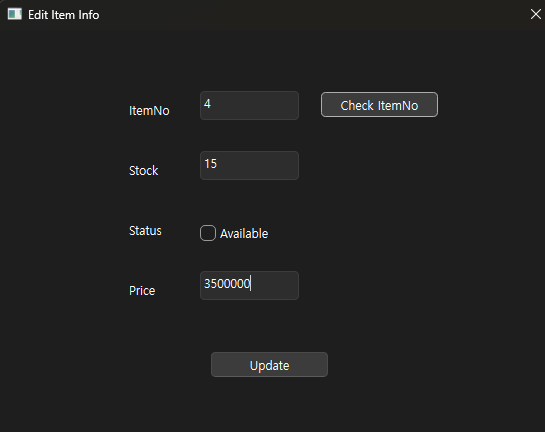 Edit Item Info
ItemNo 4 Check ItemNo
Stock 15
Status Available
Price 3500000
Update